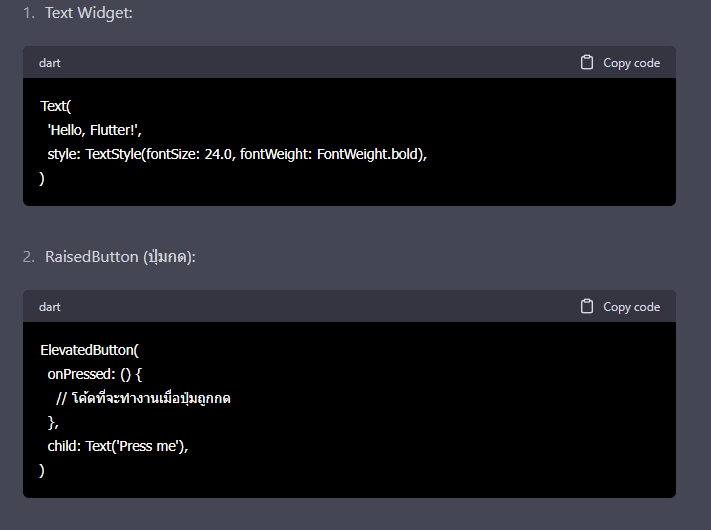 1. Text Widget:
dart
Copy code
Text(
'Hello, Flutter!',
style: TextStyle(fontSize: 24.0, fontWeight: FontWeight.bold),
)
2. RaisedButton (ปุ่มกด):
dart
Copy code
ElevatedButton(
onPressed: () {
// โค้ดที่จะทำงานเมื่อปุ่มถูกกด
},
child: Text('Press me'),
)